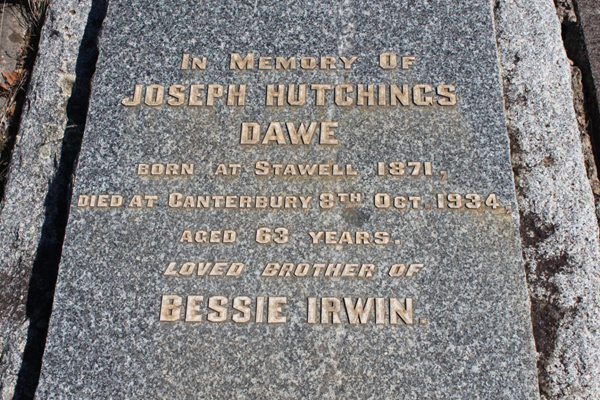 In Memory Of
JOSEPH HUTCHINGS
DAWE
BORN AT STAWELL 1871,
DIED AT CANTERBURY 8TH OCT. 1934.
AGED 63 YEARS.
LOVED BROTHER OF
BESSIE IRWIN.